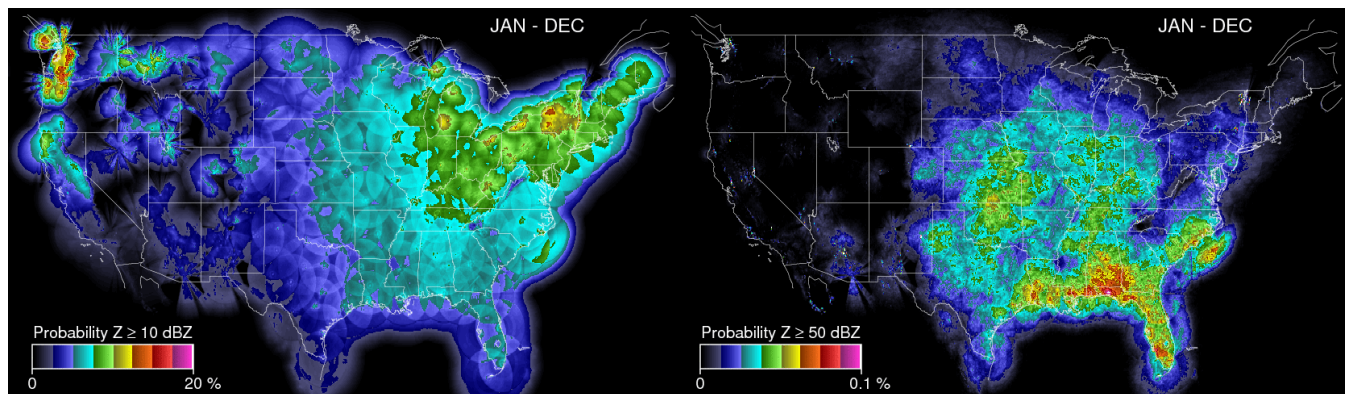 JAN - DEC
Probability Z ≥ 10 dBZ
0
20 %
JAN - DEC
Probability Z ≥ 50 dBZ
0
0.1 %